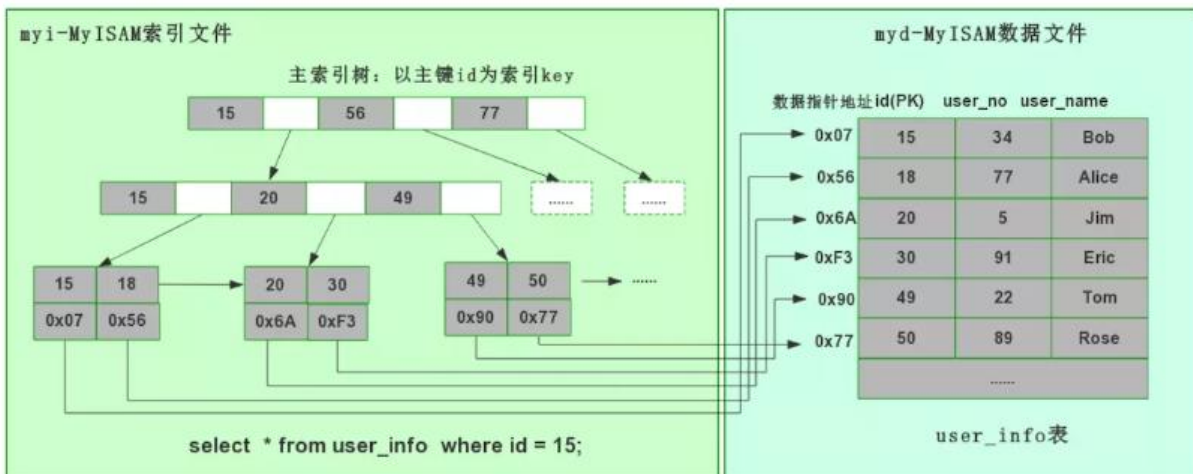 myi-MyISAM索引文件
主索引树：以主键id为索引key
15 56 77
15 20 49
...... ......
15 18 20 30 49 50 ......
0x07 0x56 0x6A 0xF3 0x90 0x77
select * from user_info where id = 15;
myd-MyISAM数据文件
数据指针地址 id(PK) user_no user_name
0x07 15 34 Bob
0x56 18 77 Alice
0x6A 20 5 Jim
0xF3 30 91 Eric
0x90 49 22 Tom
0x77 50 89 Rose
......
user_info表